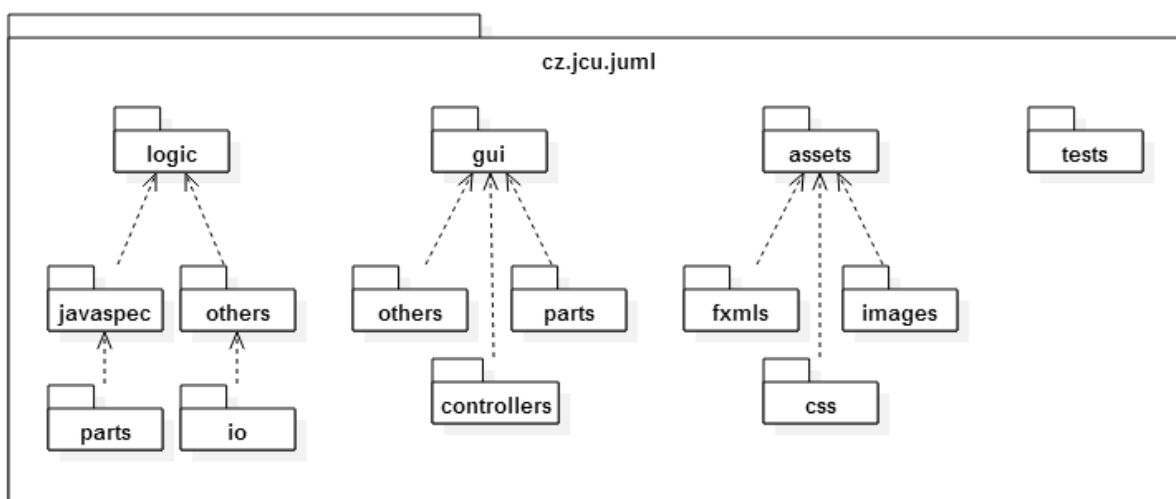 cz.jcu.juml
logic
gui
assets
tests
javaspec
others
others
parts
fxmls
images
parts
io
controllers
css